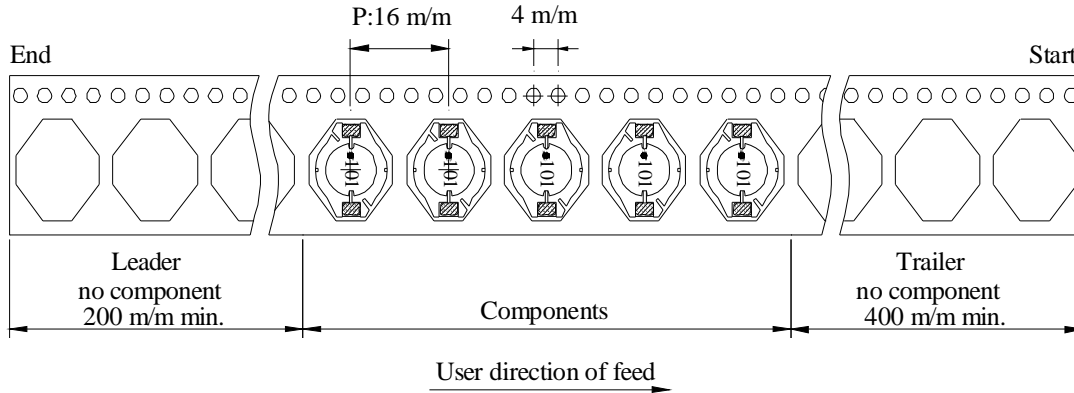 P:16 m/m
4 m/m
End
Start
101
101
101
101
101
Leader
no component
200 m/m min.
Components
Trailer
no component
400 m/m min.
User direction of feed